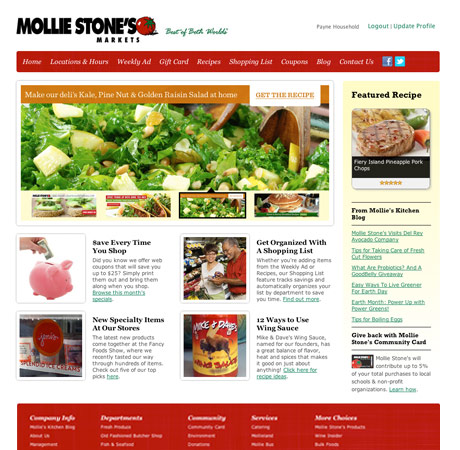 MOLLIE STONE'S
MARKETS
Best of Both Worlds
Payne Household
Logout | Update Profile
Home
Locations & Hours
Weekly Ad
Gift Card
Recipes
Shopping List
Coupons
Blog
Contact Us
Make our deli's Kale, Pine Nut & Golden Raisin Salad at home
GET THE RECIPE
Featured Recipe
Fiery Island Pineapple Pork
Chops
From Mollie's Kitchen
Blog
Mollie Stone's Visits Del Rey
Avocado Company
Tips for Taking Care of Fresh
Cut Flowers
What Are Probiotics? And A
GoodBelly Giveaway
Easy Ways To Live Greener
For Earth Day
Earth Month: Power Up with
Power Greens!
Tips for Boiling Eggs
Give back with Mollie
Stone's Community Card
Mollie Stone's will
contribute up to 5%
of your total purchases to local
schools & non-profit
organizations. Learn how.
Save Every Time
You Shop
Did you know we offer web
coupons that will save you
up to $25? Simply print
them out and bring them
along when you shop.
Browse this month's
specials.
Get Organized With
A Shopping List
Whether you're adding items
from the Weekly Ad or
Recipes, our Shopping List
feature tracks savings and
automatically organizes your
list by department to save
you time. Find out more.
New Specialty Items
At Our Stores
The latest new products
come together at the Fancy
Foods Show, where we
recently tasted our way
through hundreds of items.
Check out five of our top
picks here.
SPLENDID ICE CREAMS
12 Ways to Use
Wing Sauce
Mike & Dave's Wing Sauce,
named for our founders, has
a great balance of flavor,
heat and spices that makes
it good on just about
anything! Click here for
recipe ideas.
MIKE & DAVE'S
Company Info
Mollie's Kitchen Blog
About Us
Management
Departments
Fresh Produce
Old Fashioned Butcher Shop
Fish & Seafood
Community
Community Card
Environment
Donations
Services
Catering
Mollieland
Mollie Bus
More Choices
Mollie Stone's Products
Wine Insider
Bulk Foods